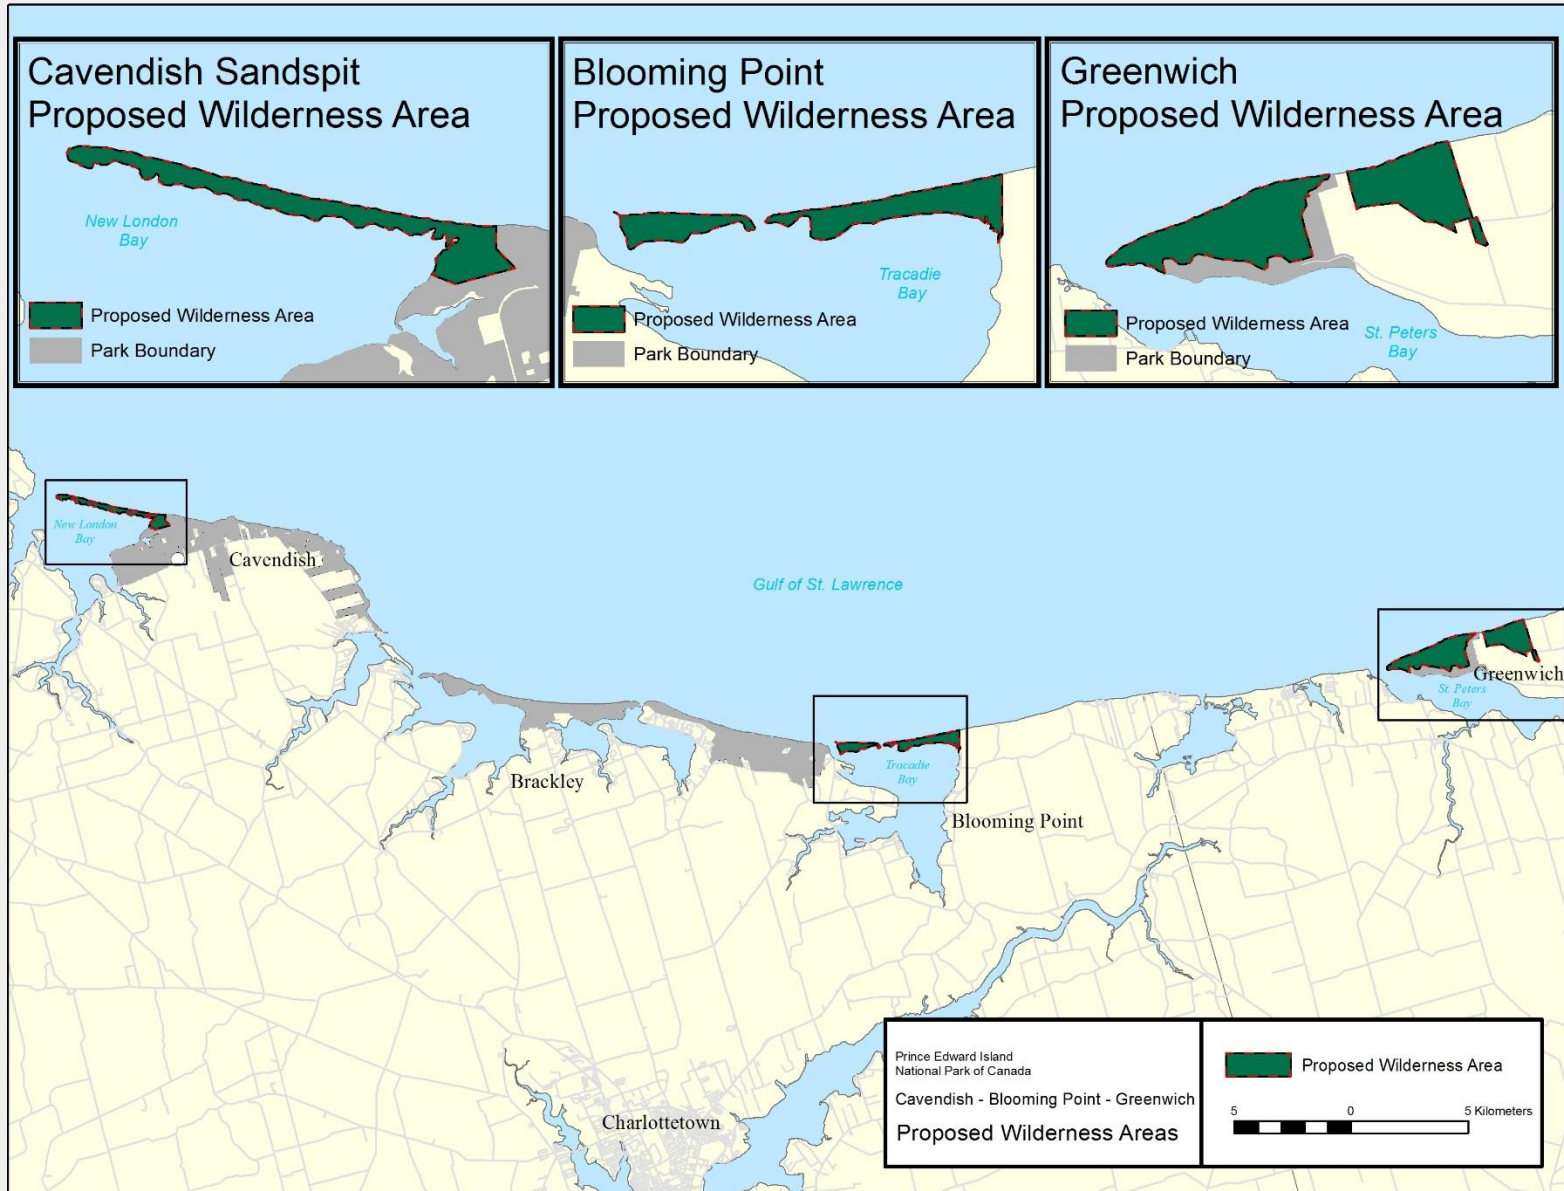 Cavendish Sandspit
Proposed Wilderness Area
New London
Bay
Proposed Wilderness Area
Park Boundary
Blooming Point
Proposed Wilderness Area
Tracadie
Bay
Proposed Wilderness Area
Park Boundary
Greenwich
Proposed Wilderness Area
Proposed Wilderness Area
St. Peters
Bay
Park Boundary
New London
Bay
Cavendish
Gulf of St. Lawrence
Greenwich
St. Peters
Bay
Tracadie
Bay
Brackley
Blooming Point
Charlottetown
Prince Edward Island
National Park of Canada
Cavendish - Blooming Point - Greenwich
Proposed Wilderness Areas
Proposed Wilderness Area
5 0 5 Kilometers